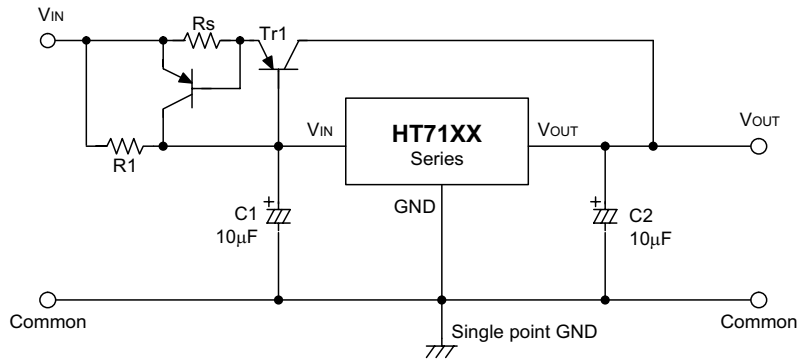 VIN
Rs
Tr1
R1
VIN
HT71XX
Series
VOUT
VOUT
GND
C1
10μF
C2
10μF
+
+
Common
Single point GND
Common